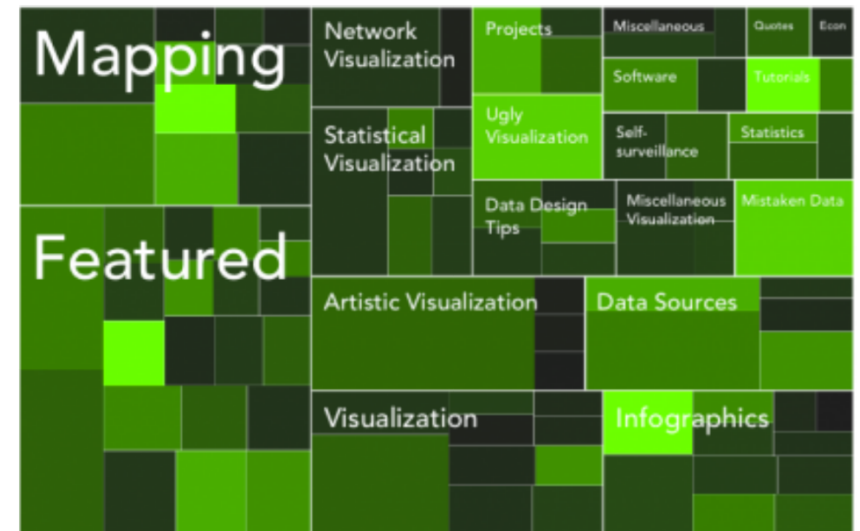 Mapping
Featured
Network
Visualization
Statistical
Visualization
Projects
Ugly
Visualization
Data Design
Tips
Miscellaneous
Quotes
Econ
Software
Tutorials
Self-
surveillance
Statistics
Miscellaneous
Visualization
Mistaken Data
Artistic Visualization
Data Sources
Visualization
Infographics